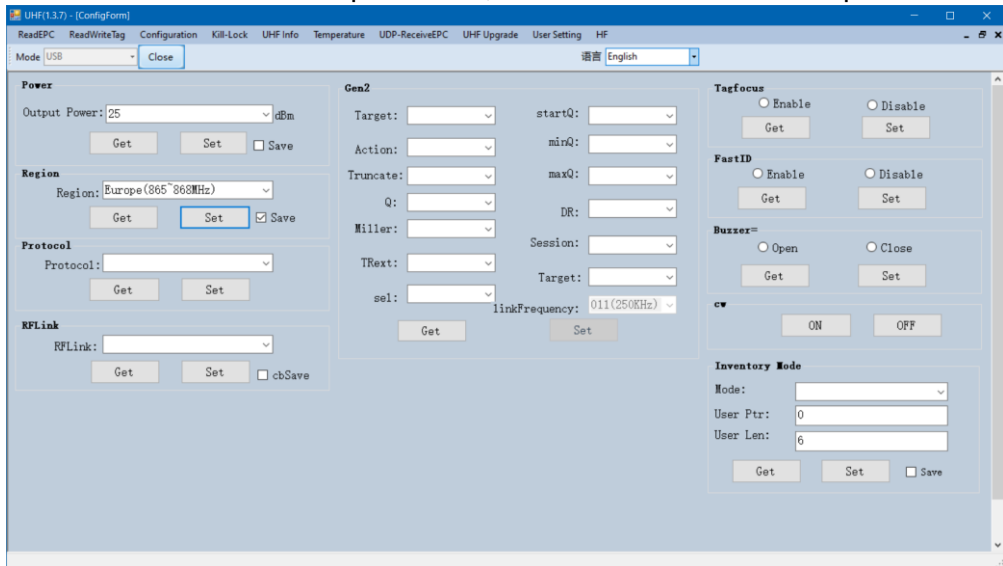 UHF(1.3.7) - [ConfigForm]
ReadEPC ReadWriteTag Configuration Kill-Lock UHF Info Temperature UDP-ReceiveEPC UHF Upgrade User Setting HF
Mode USB Close 语言 English
Power
Output Power: 25 dBm
Get Set Save
Region
Region: Europe(865~868MHz)
Get Set Save
Protocol
Protocol:
Get Set
RFLink
RFLink:
Get Set cbSave
Gen2
Target: startQ:
Action: minQ:
Truncate: maxQ:
Q: DR:
Miller: Session:
TRext: Target:
sel: linkFrequency: 011(250KHz)
Get Set
Tagfocus
Enable Disable
Get Set
FastID
Enable Disable
Get Set
Buzzer=
Open Close
Get Set
cw
ON OFF
Inventory Mode
Mode:
User Ptr: 0
User Len: 6
Get Set Save